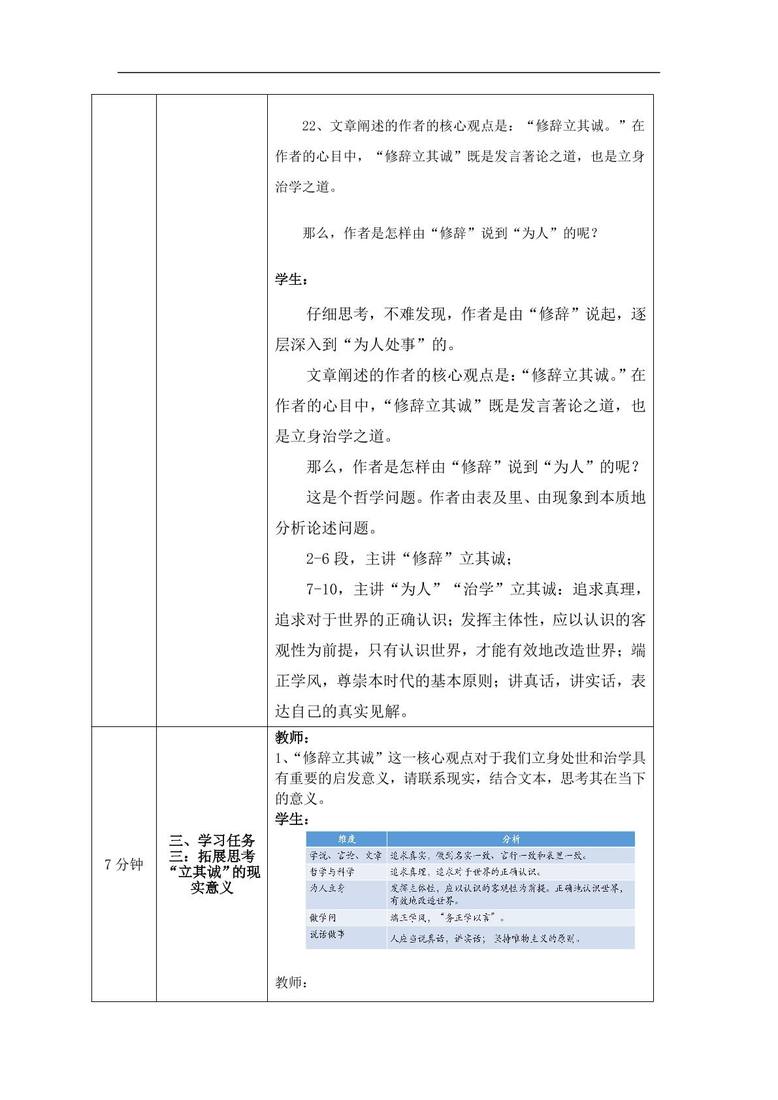 22、文章阐述的作者的核心观点是：“修辞立其诚。”在
作者的心目中，“修辞立其诚”既是发言著论之道，也是立身
治学之道。
那么，作者是怎样由“修辞”说到“为人”的呢？
学生：
仔细思考，不难发现，作者是由“修辞”说起，逐
层深入到“为人处事”的。
文章阐述的作者的核心观点是：“修辞立其诚。”在
作者的心目中，“修辞立其诚”既是发言著论之道，也
是立身治学之道。
那么，作者是怎样由“修辞”说到“为人”的呢？
这是个哲学问题。作者由表及里、由现象到本质地
分析论述问题。
2-6 段，主讲“修辞”立其诚；
7-10，主讲“为人”“治学”立其诚：追求真理，
追求对于世界的正确认识；发挥主体性，应以认识的客
观性为前提，只有认识世界，才能有效地改造世界；端
正学风，尊崇本时代的基本原则；讲真话，讲实话，表
达自己的真实见解。
7 分钟
三、学习任务
三：拓展思考
“立其诚”的现
实意义
教师：
1、“修辞立其诚”这一核心观点对于我们立身处世和治学具
有重要的启发意义，请联系现实，结合文本，思考其在当下
的意义。
学生：
维度 分析
学说、言论、文章 追求真实，做到名实一致、言行一致和表里一致。
哲学与科学 追求真理，追求对于世界的正确认识。
为人立身 发挥主体性，应以认识的客观性为前提。正确地认识世界，
有效地改造世界。
做学问 端正学风，“务正学以言”。
说话做事 人应当说真话，讲实话；坚持唯物主义的原则。
教师：